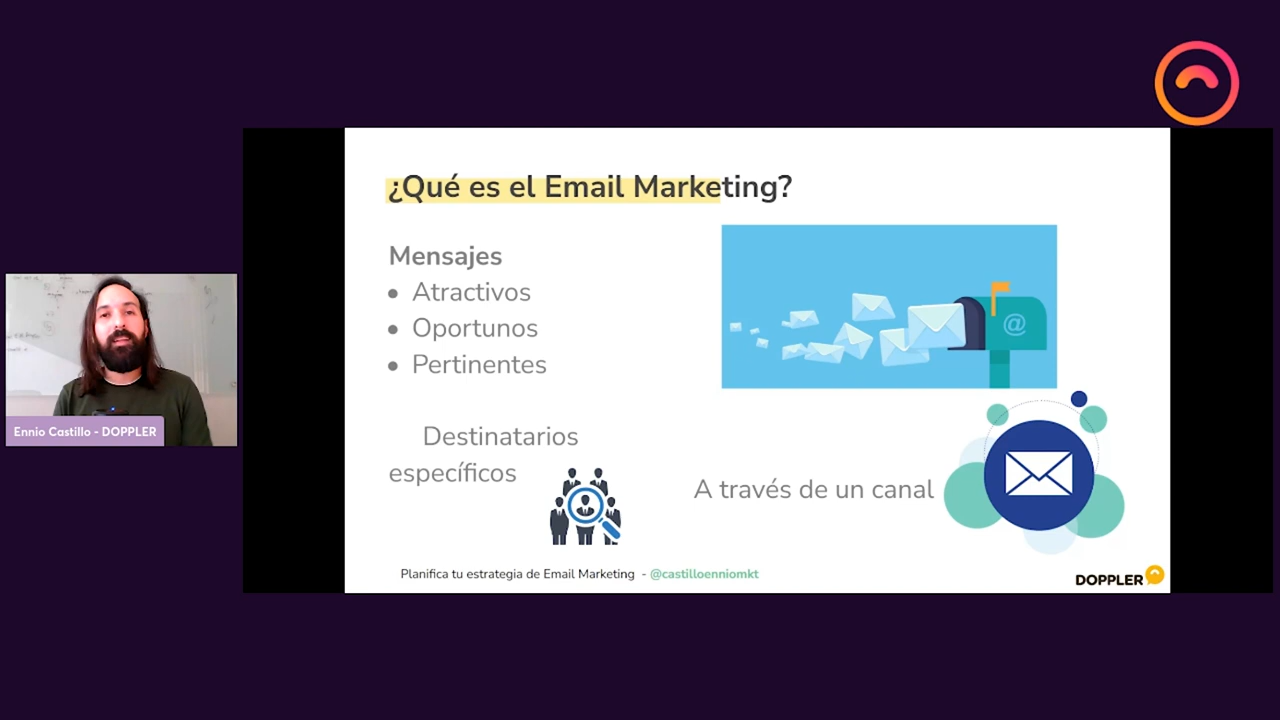 ¿Qué es el Email Marketing?
Mensajes
• Atractivos
• Oportunos
• Pertinentes
@
Destinatarios
específicos
A través de un canal
Ennio Castillo - DOPPLER
Planifica tu estrategia de Email Marketing - @castilloenniomkt
DOPPLER